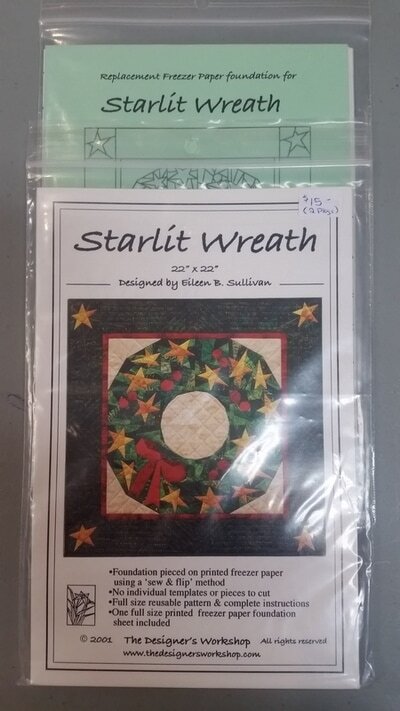 Replacement Freezer Paper foundation for
Starlit Wreath
$15-
(2 Pkgs)
Starlit Wreath
22" x 22"
Designed by Eileen B. Sullivan
•Foundation pieced on printed freezer paper
using a 'sew & flip' method
•No individual templates or pieces to cut
•Full size reusable pattern & complete instructions
•One full size printed freezer paper foundation
sheet included
© 2001 The Designer's Workshop All rights reserved
www.thedesignersworkshop.com